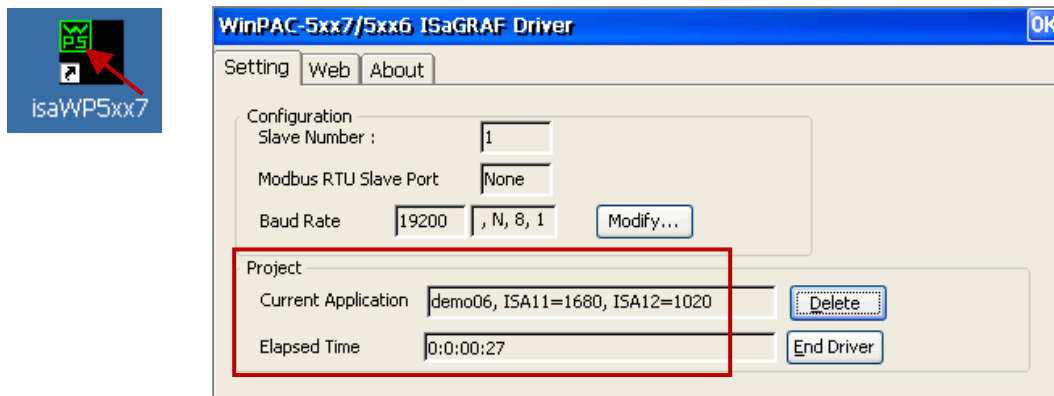 WPS
isaWP5xx7
WinPAC-5xx7/5xx6 ISaGRAF Driver OK
Setting Web About
Configuration
Slave Number : 1
Modbus RTU Slave Port None
Baud Rate 19200 , N, 8, 1 Modify...
Project
Current Application demo06, ISA11=1680, ISA12=1020 Delete
Elapsed Time 0:0:00:27 End Driver